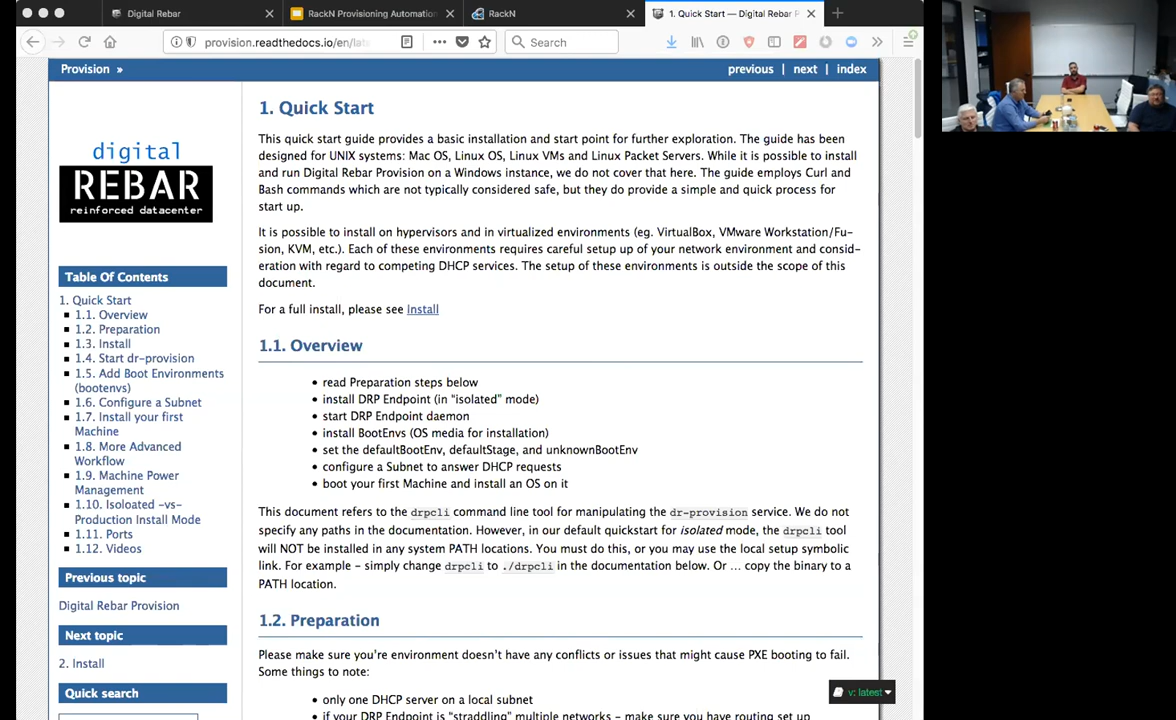 Digital Rebar
RackN Provisioning Automation
RackN
1. Quick Start — Digital Rebar P
provision.readthedocs.io/en/lat
Search
Provision »
previous | next | index
digital
REBAR
reinforced datacenter
Table Of Contents
1. Quick Start
1.1. Overview
1.2. Preparation
1.3. Install
1.4. Start dr-provision
1.5. Add Boot Environments
(bootenvs)
1.6. Configure a Subnet
1.7. Install your first
Machine
1.8. More Advanced
Workflow
1.9. Machine Power
Management
1.10. Isoloated -vs-
Production Install Mode
1.11. Ports
1.12. Videos
Previous topic
Digital Rebar Provision
Next topic
2. Install
Quick search
1. Quick Start
This quick start guide provides a basic installation and start point for further exploration. The guide has been
designed for UNIX systems: Mac OS, Linux OS, Linux VMs and Linux Packet Servers. While it is possible to install
and run Digital Rebar Provision on a Windows instance, we do not cover that here. The guide employs Curl and
Bash commands which are not typically considered safe, but they do provide a simple and quick process for
start up.
It is possible to install on hypervisors and in virtualized environments (eg. VirtualBox, VMware Workstation/Fu-
sion, KVM, etc.). Each of these environments requires careful setup up of your network environment and consid-
eration with regard to competing DHCP services. The setup of these environments is outside the scope of this
document.
For a full install, please see Install
1.1. Overview
• read Preparation steps below
• install DRP Endpoint (in “isolated” mode)
• start DRP Endpoint daemon
• install BootEnvs (OS media for installation)
• set the defaultBootEnv, defaultStage, and unknownBootEnv
• configure a Subnet to answer DHCP requests
• boot your first Machine and install an OS on it
This document refers to the drpcli command line tool for manipulating the dr-provision service. We do not
specify any paths in the documentation. However, in our default quickstart for isolated mode, the drpcli tool
will NOT be installed in any system PATH locations. You must do this, or you may use the local setup symbolic
link. For example – simply change drpcli to ./drpcli in the documentation below. Or ... copy the binary to a
PATH location.
1.2. Preparation
Please make sure you're environment doesn't have any conflicts or issues that might cause PXE booting to fail.
Some things to note:
• only one DHCP server on a local subnet
• if your DRP Endpoint is “straddling” multiple networks – make sure you have routing set up
v: latest